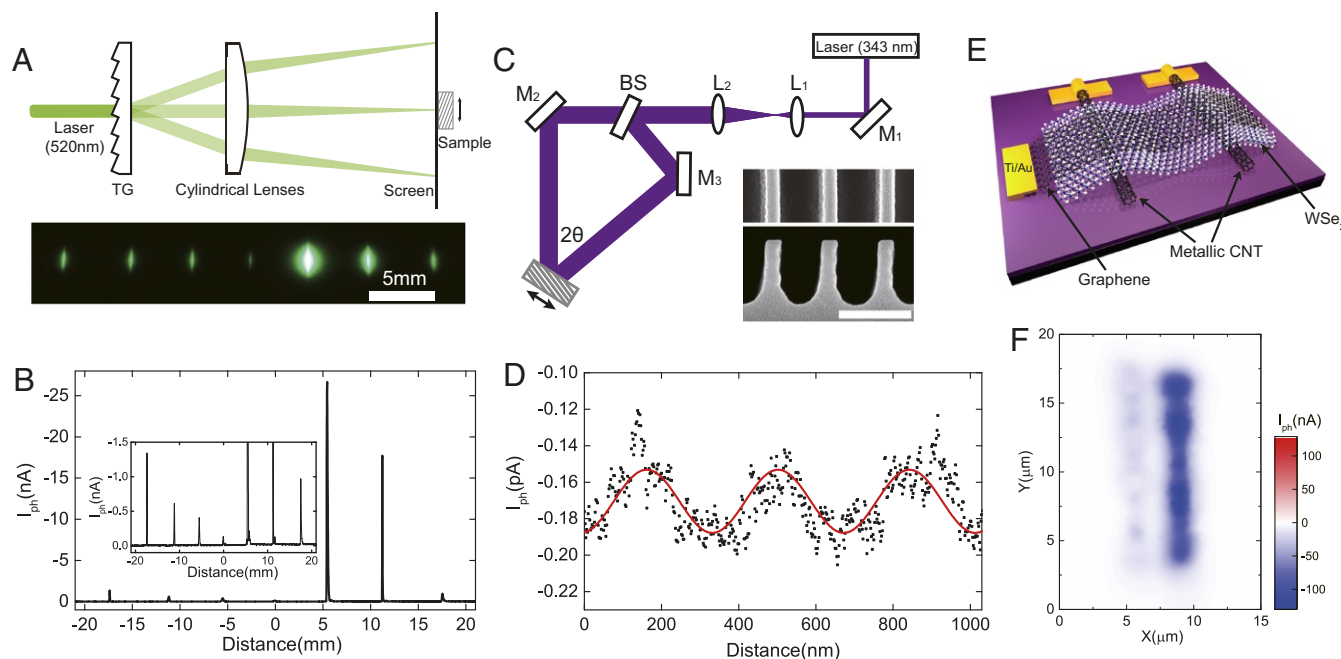 A
Laser
(520nm)
TG
Cylindrical Lenses
Screen
Sample
5mm
B
I_ph(nA)
-25
-20
-15
-10
-5
0
-20 -15 -10 -5 0 5 10 15 20
Distance(mm)
I_ph(nA)
-1.5
-1.0
-0.5
0.0
-20 -10 0 10 20
Distance(mm)
C
Laser (343 nm)
M₂
BS
L₂
L₁
M₁
M₃
2θ
D
I_ph(pA)
-0.10
-0.12
-0.14
-0.16
-0.18
-0.20
-0.22
0 200 400 600 800 1000
Distance(nm)
E
Ti/Au
WSe₂
Metallic CNT
Graphene
F
Y(μm)
20
15
10
5
0
0 5 10 15
X(μm)
I_ph(nA)
100
50
0
-50
-100